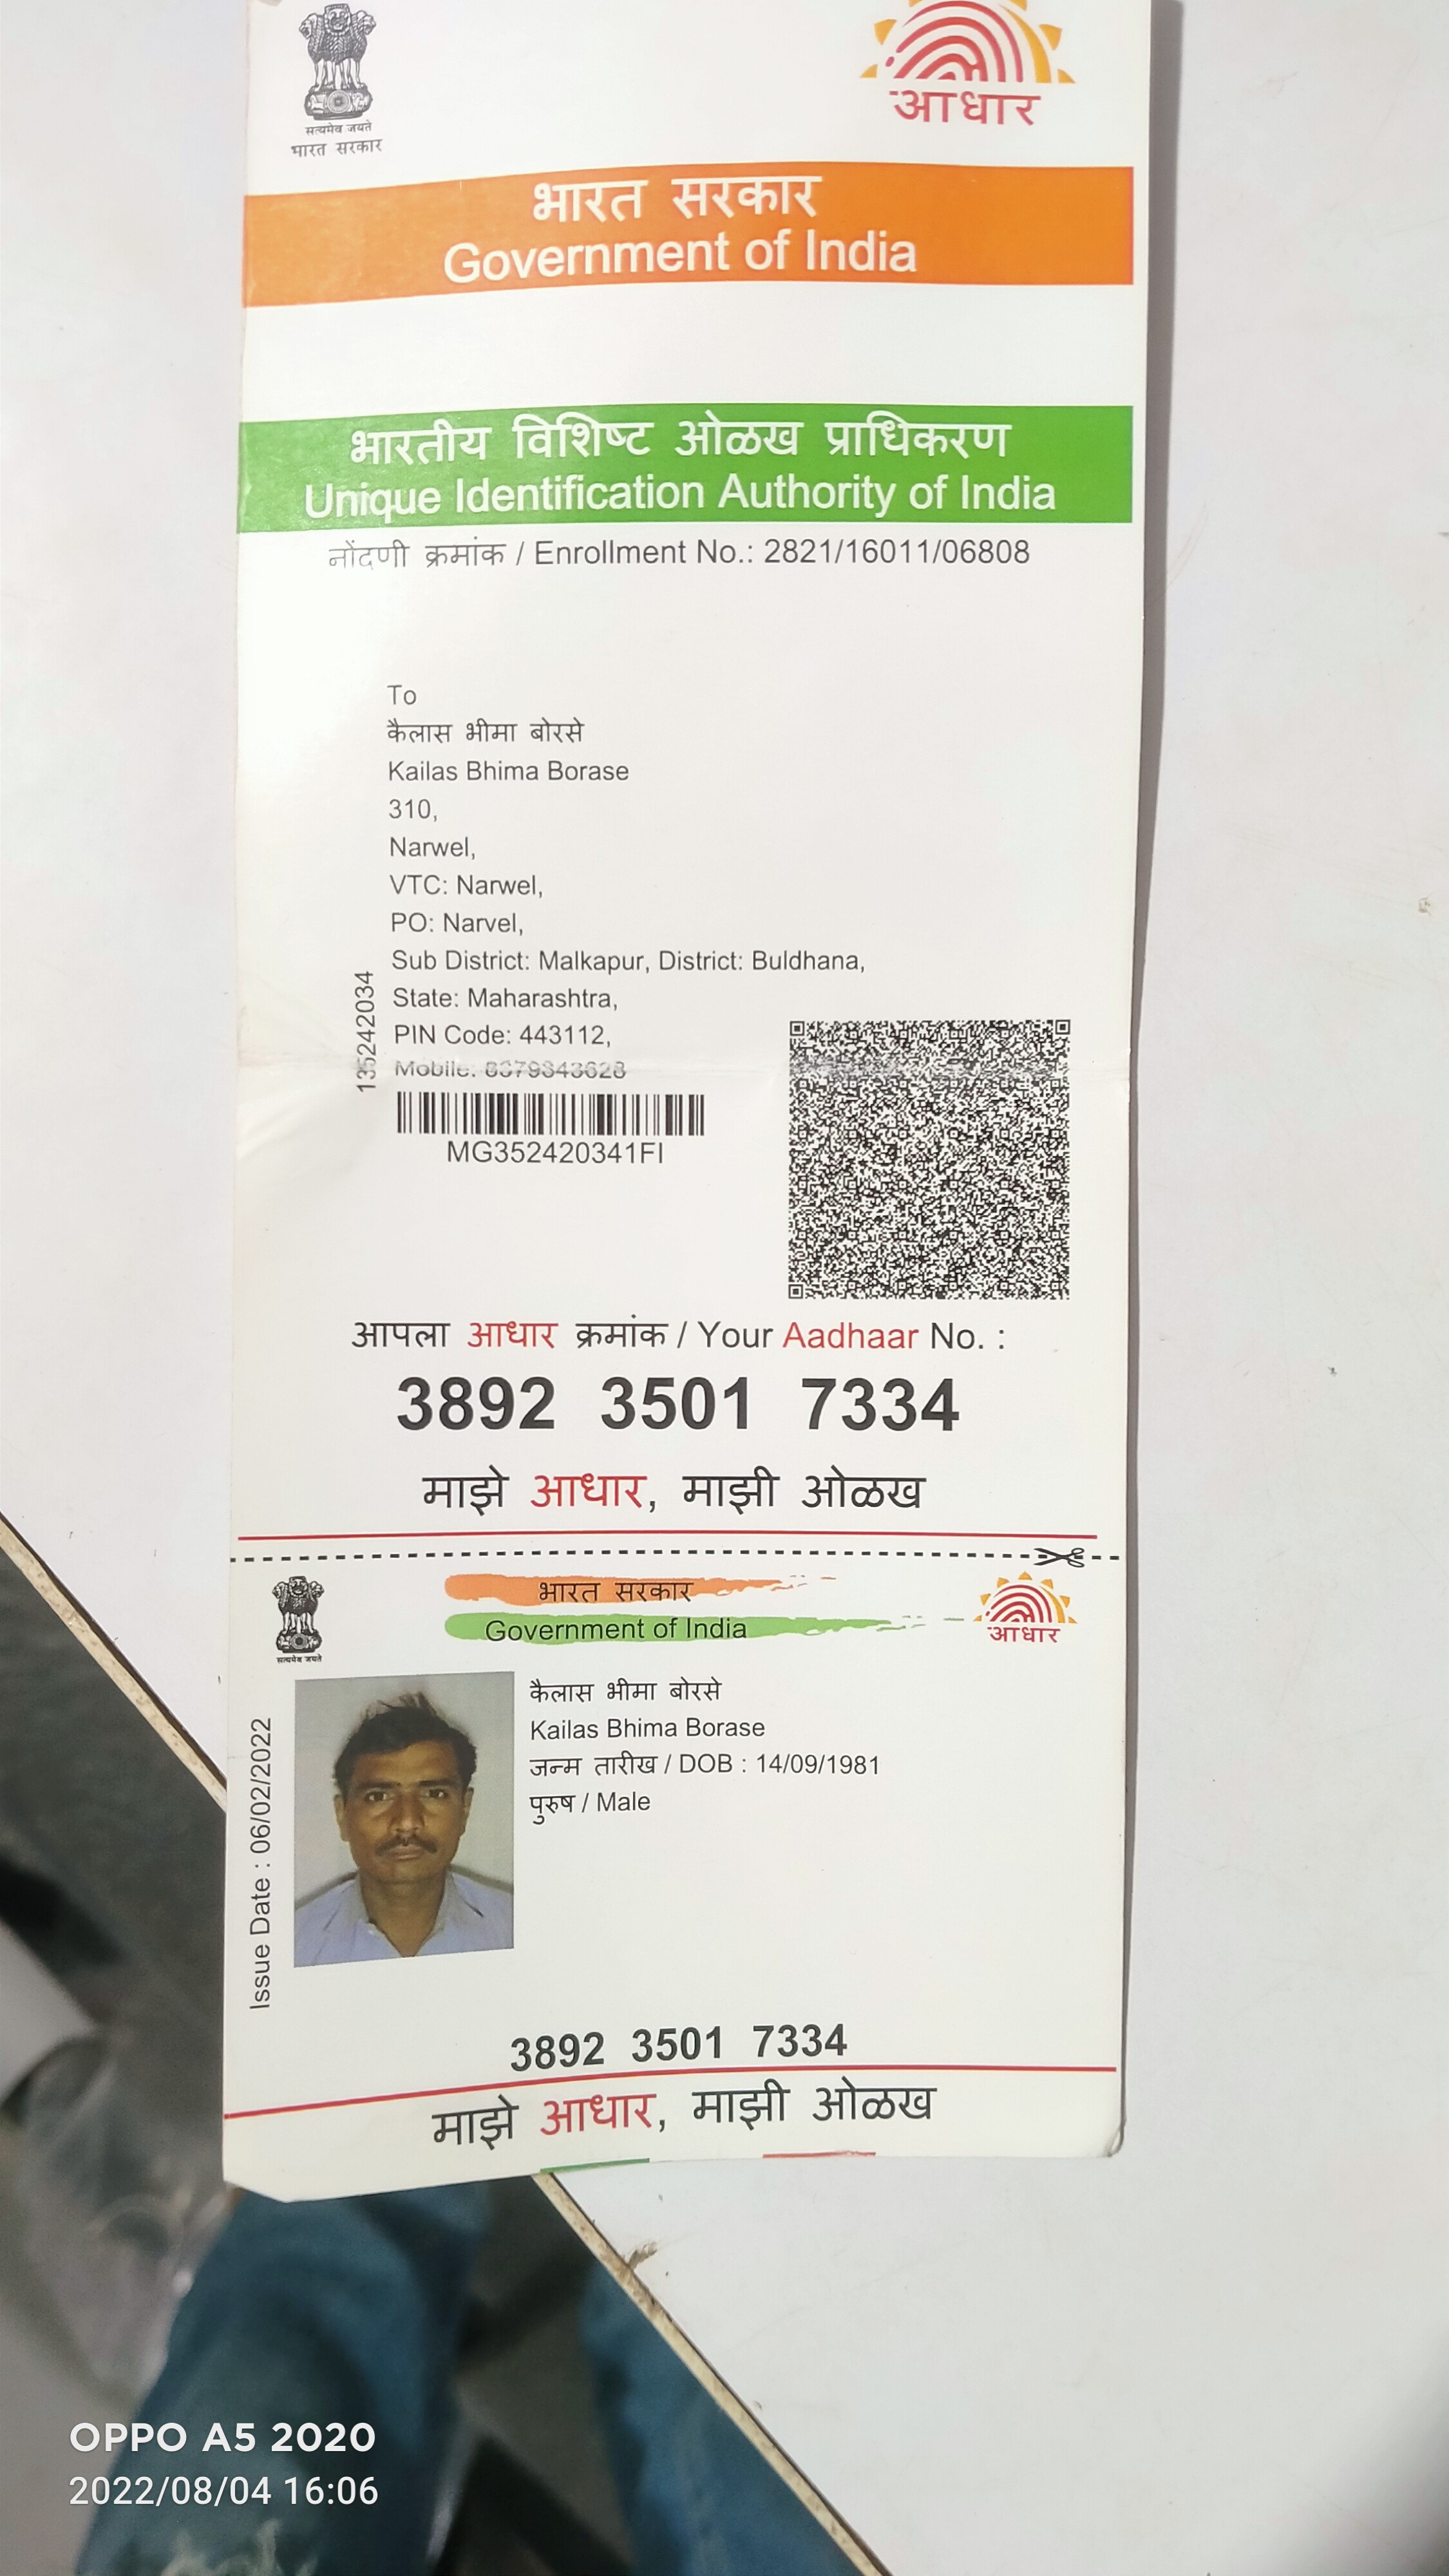 सत्यमेव जयते
भारत सरकार
आधार
भारत सरकार
Government of India
भारतीय विशिष्ट ओळख प्राधिकरण
Unique Identification Authority of India
नोंदणी क्रमांक / Enrollment No.: 2821/16011/06808
To
कैलास भीमा बोरसे
Kailas Bhima Borase
310,
Narwel,
VTC: Narwel,
PO: Narvel,
Sub District: Malkapur, District: Buldhana,
State: Maharashtra,
PIN Code: 443112,
Mobile: 8379843628
135242034
MG352420341FI
आपला आधार क्रमांक / Your Aadhaar No. :
3892 3501 7334
माझे आधार, माझी ओळख
सत्यमेव जयते
भारत सरकार
Government of India
आधार
कैलास भीमा बोरसे
Kailas Bhima Borase
जन्म तारीख / DOB : 14/09/1981
पुरुष / Male
Issue Date : 06/02/2022
3892 3501 7334
माझे आधार, माझी ओळख
OPPO A5 2020
2022/08/04 16:06